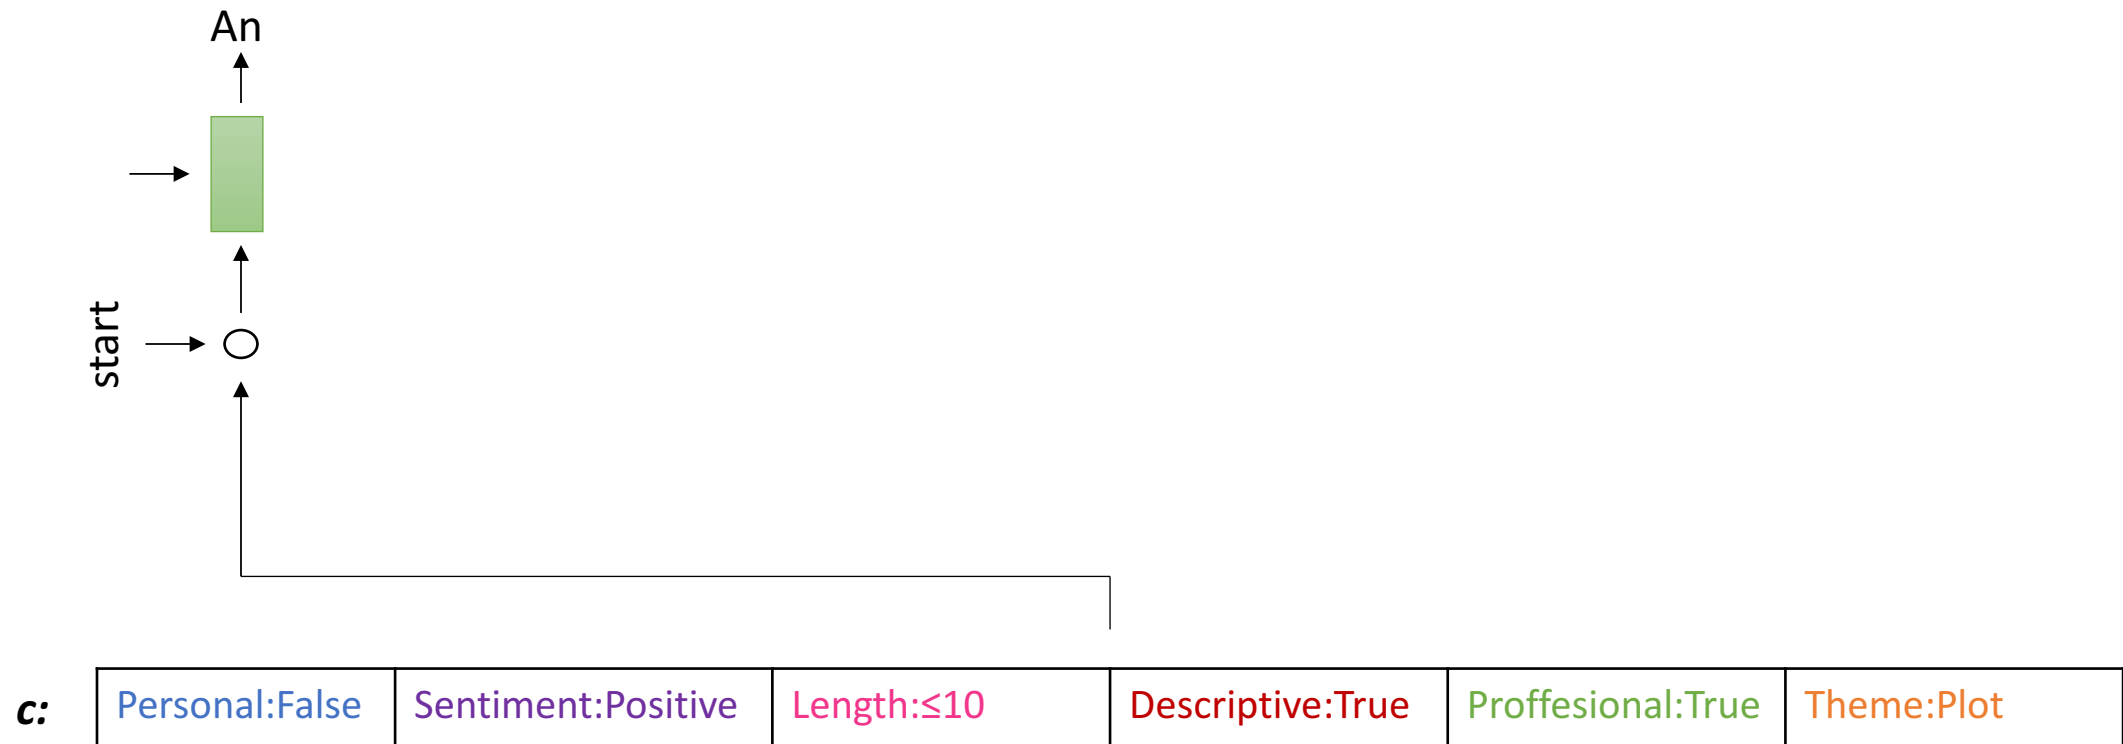 An
start
c: Personal:False Sentiment:Positive Length:≤10 Descriptive:True Proffesional:True Theme:Plot